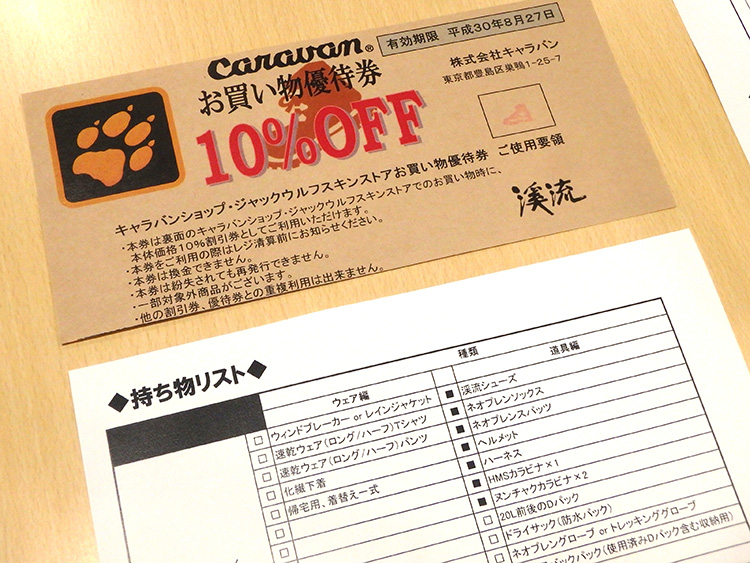 caravan®
有効期限 平成30年8月27日
お買い物優待券
株式会社キャラバン
東京都豊島区巣鴨1-25-7
10%OFF
キャラバンショップ・ジャックウルフスキンストアお買い物優待券 ご使用要領
・本券は裏面のキャラバンショップ・ジャックウルフスキンストアでのお買い物時に、
本体価格10%割引券としてご利用いただけます。
・本券をご利用の際はレジ清算前にお知らせください。
・本券は換金できません。
・本券は紛失されても再発行できません。
・一部対象外商品がございます。
・他の割引券、優待券との重複利用は出来ません。
渓流
◆持ち物リスト◆
種類
ウェア編
道具編
□ ウィンドブレーカー or レインジャケット
□ 速乾ウェア(ロング/ハーフ)Tシャツ
□ 速乾ウェア(ロング/ハーフ)パンツ
□ 化繊下着
□ 帰宅用、着替え一式
□
□
■ 渓流シューズ
■ ネオプレンソックス
■ ネオプレンスパッツ
■ ヘルメット
■ ハーネス
■ HMSカラビナ×1
■ ヌンチャクカラビナ×2
□ 20L前後のDパック
□ ドライサック(防水パック)
□ ネオプレングローブ or トレッキンググローブ
バックパック(使用済みDパック含む収納用)